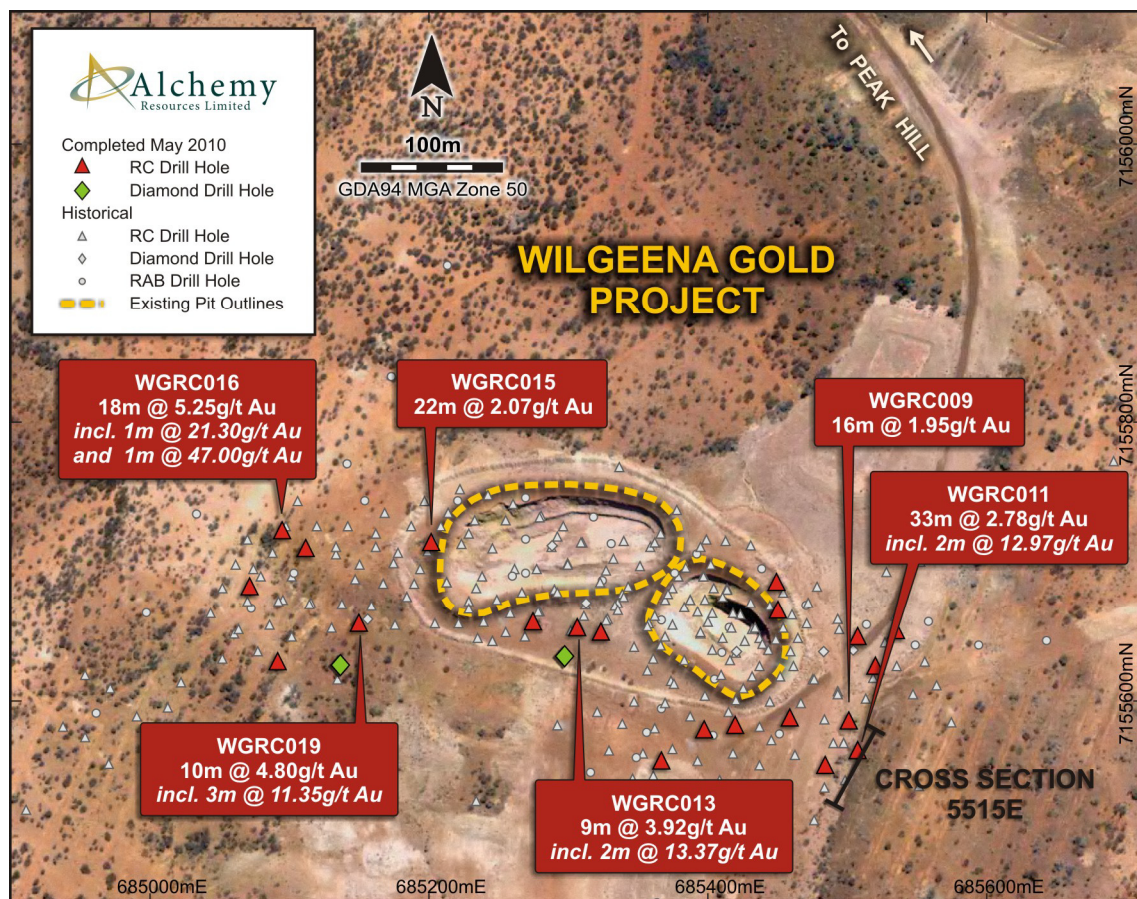 Alchemy
Resources Limited
Completed May 2010
RC Drill Hole
Diamond Drill Hole
Historical
RC Drill Hole
Diamond Drill Hole
RAB Drill Hole
Existing Pit Outlines
N
100m
GDA94 MGA Zone 50
To PEAK HILL
WILGEENA GOLD
PROJECT
7156000mN
7155800mN
7155600mN
WGRC016
18m @ 5.25g/t Au
incl. 1m @ 21.30g/t Au
and 1m @ 47.00g/t Au
WGRC015
22m @ 2.07g/t Au
WGRC009
16m @ 1.95g/t Au
WGRC011
33m @ 2.78g/t Au
incl. 2m @ 12.97g/t Au
WGRC019
10m @ 4.80g/t Au
incl. 3m @ 11.35g/t Au
WGRC013
9m @ 3.92g/t Au
incl. 2m @ 13.37g/t Au
CROSS SECTION
5515E
685000mE
685200mE
685400mE
685600mE